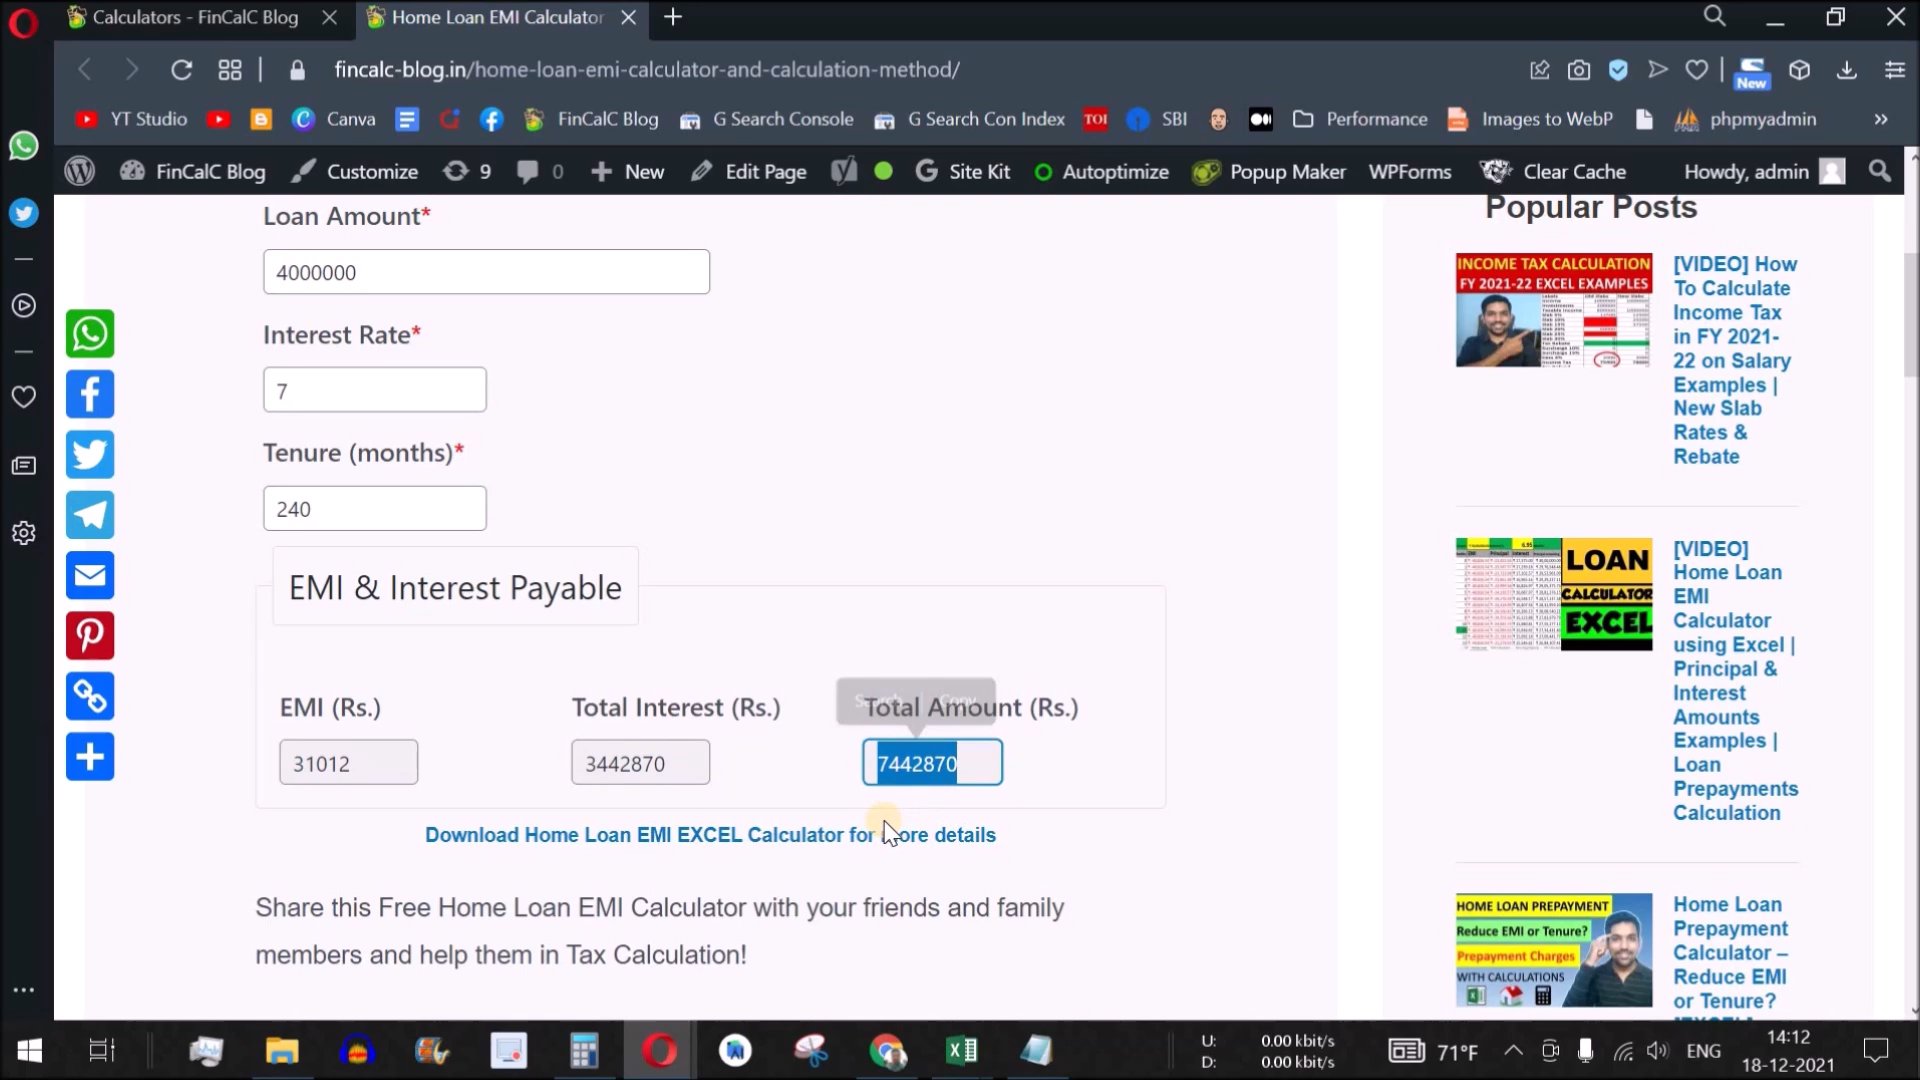 Calculators - FinCalC Blog
Home Loan EMI Calculator
fincalc-blog.in/home-loan-emi-calculator-and-calculation-method/
New
YT Studio
Canva
FinCalC Blog
G Search Console
G Search Con Index
TOI
SBI
Performance
Images to WebP
phpmyadmin
FinCalC Blog
Customize
9
0
New
Edit Page
Site Kit
Autoptimize
Popup Maker
WPForms
Clear Cache
Howdy, admin
Loan Amount*
4000000
Interest Rate*
7
Tenure (months)*
240
EMI & Interest Payable
EMI (Rs.)
Total Interest (Rs.)
Total Amount (Rs.)
Search
Copy
31012
3442870
7442870
Download Home Loan EMI EXCEL Calculator for more details
Share this Free Home Loan EMI Calculator with your friends and family
members and help them in Tax Calculation!
Popular Posts
INCOME TAX CALCULATION
FY 2021-22 EXCEL EXAMPLES
[VIDEO] How
To Calculate
Income Tax
in FY 2021-
22 on Salary
Examples |
New Slab
Rates &
Rebate
LOAN
CALCULATOR
EXCEL
[VIDEO]
Home Loan
EMI
Calculator
using Excel |
Principal &
Interest
Amounts
Examples |
Loan
Prepayments
Calculation
HOME LOAN PREPAYMENT
Reduce EMI or Tenure?
Prepayment Charges
WITH CALCULATIONS
Home Loan
Prepayment
Calculator –
Reduce EMI
or Tenure?
U: 0.00 kbit/s
D: 0.00 kbit/s
71°F
ENG
14:12
18-12-2021